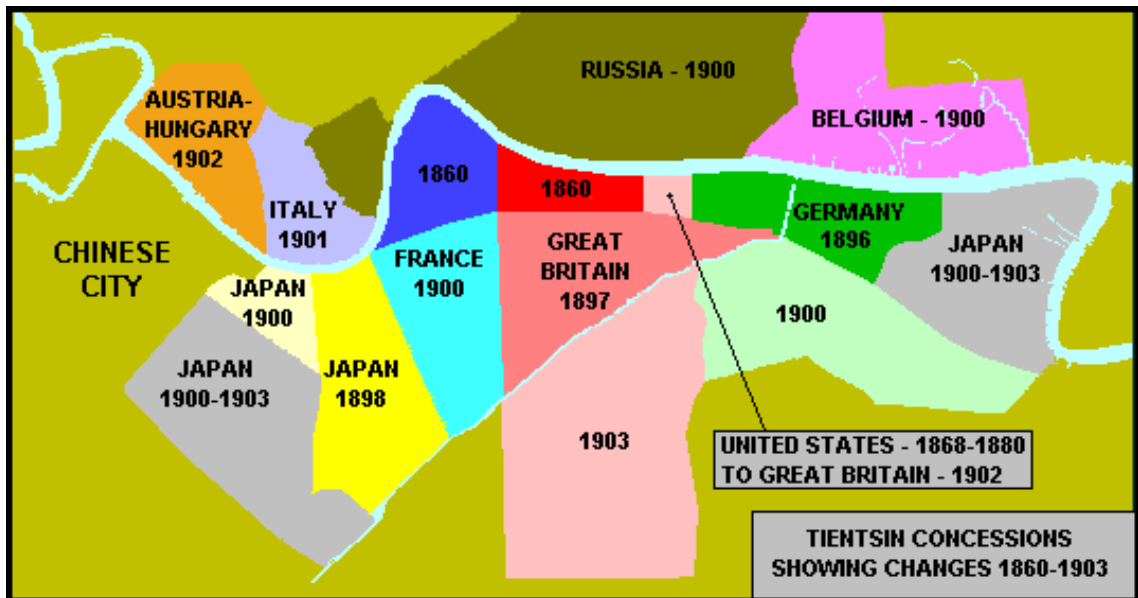 RUSSIA - 1900
AUSTRIA-
HUNGARY
1902
BELGIUM - 1900
1860
1860
ITALY
1901
GERMANY
1896
CHINESE
CITY
FRANCE
1900
GREAT
BRITAIN
1897
JAPAN
1900-1903
JAPAN
1900
1900
JAPAN
1900-1903
JAPAN
1898
1903
UNITED STATES - 1868-1880
TO GREAT BRITAIN - 1902
TIENTSIN CONCESSIONS
SHOWING CHANGES 1860-1903